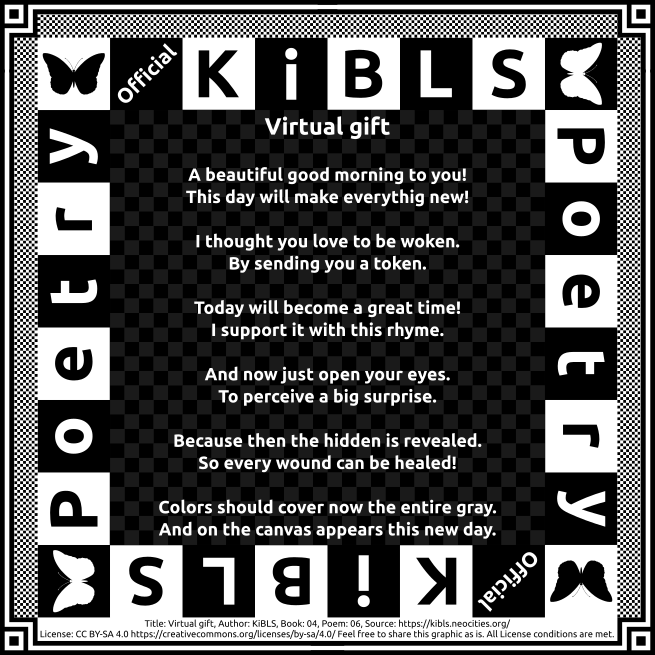 Official KiBLS
Poetry
Poetry
Virtual gift
A beautiful good morning to you!
This day will make everythig new!
I thought you love to be woken.
By sending you a token.
Today will become a great time!
I support it with this rhyme.
And now just open your eyes.
To perceive a big surprise.
Because then the hidden is revealed.
So every wound can be healed!
Colors should cover now the entire gray.
And on the canvas appears this new day.
Official KiBLS
Title: Virtual gift, Author: KiBLS, Book: 04, Poem: 06, Source: https://kibls.neocities.org/
License: CC BY-SA 4.0 https://creativecommons.org/licenses/by-sa/4.0/ Feel free to share this graphic as is. All License conditions are met.